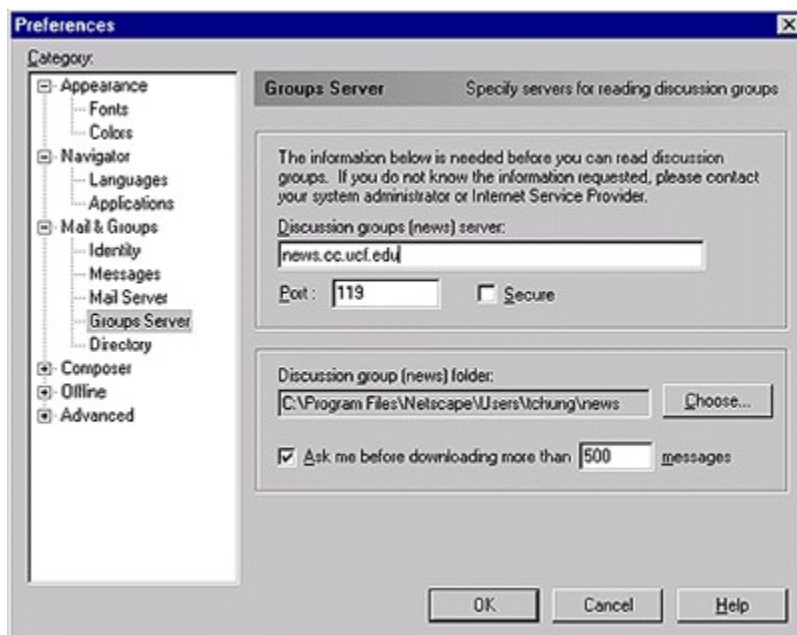 Preferences
Category:
Appearance
Fonts
Colors
Navigator
Languages
Applications
Mail & Groups
Identity
Messages
Mail Server
Groups Server
Directory
Composer
Offline
Advanced
Groups Server Specify servers for reading discussion groups
The information below is needed before you can read discussion
groups. If you do not know the information requested, please contact
your system administrator or Internet Service Provider.
Discussion groups (news) server:
news.cc.ucf.edu
Port : 119 Secure
Discussion group (news) folder:
C:\Program Files\Netscape\Users\tchung\news Choose...
Ask me before downloading more than 500 messages
OK Cancel Help